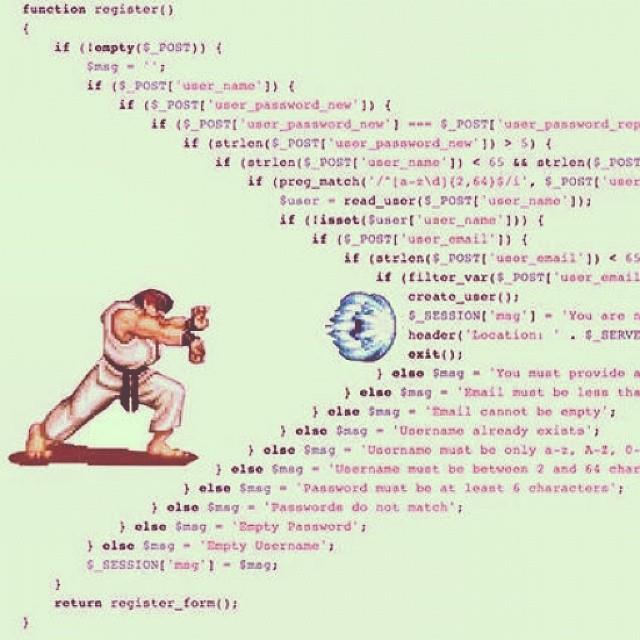 function register()
{
if (!empty($_POST)) {
$msg = '';
if ($_POST['user_name']) {
if ($_POST['user_password_new']) {
if ($_POST['user_password_new'] === $_POST['user_password_rep
if (strlen($_POST['user_password_new']) > 5) {
if (strlen($_POST['user_name']) < 65 && strlen($_POST
if (preg_match('/^[a-z\d]{2,64}$/i', $_POST['user
$user = read_user($_POST['user_name']);
if (!isset($user['user_name'])) {
if ($_POST['user_email']) {
if (strlen($_POST['user_email']) < 65
if (filter_var($_POST['user_email
create_user();
$_SESSION['msg'] = 'You are n
header('Location: ' . $_SERVE
exit();
} else $msg = 'You must provide a
} else $msg = 'Email must be less tha
} else $msg = 'Email cannot be empty';
} else $msg = 'Username already exists';
} else $msg = 'Username must be only a-z, A-Z, 0-
} else $msg = 'Username must be between 2 and 64 char
} else $msg = 'Password must be at least 6 characters';
} else $msg = 'Passwords do not match';
} else $msg = 'Empty Password';
} else $msg = 'Empty Username';
$_SESSION['msg'] = $msg;
}
return register_form();
}